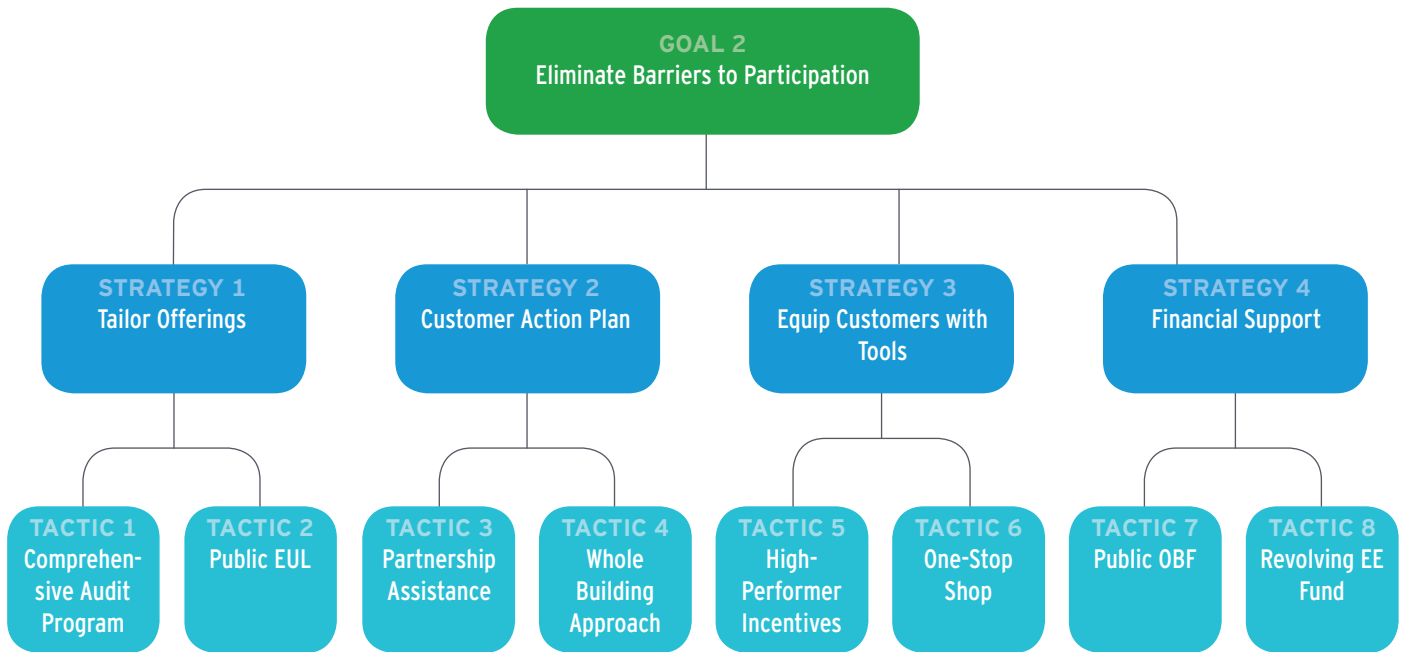 GOAL 2
Eliminate Barriers to Participation
STRATEGY 1
Tailor Offerings
STRATEGY 2
Customer Action Plan
STRATEGY 3
Equip Customers with
Tools
STRATEGY 4
Financial Support
TACTIC 1
Comprehen-
sive Audit
Program
TACTIC 2
Public EUL
TACTIC 3
Partnership
Assistance
TACTIC 4
Whole
Building
Approach
TACTIC 5
High-
Performer
Incentives
TACTIC 6
One-Stop
Shop
TACTIC 7
Public OBF
TACTIC 8
Revolving EE
Fund